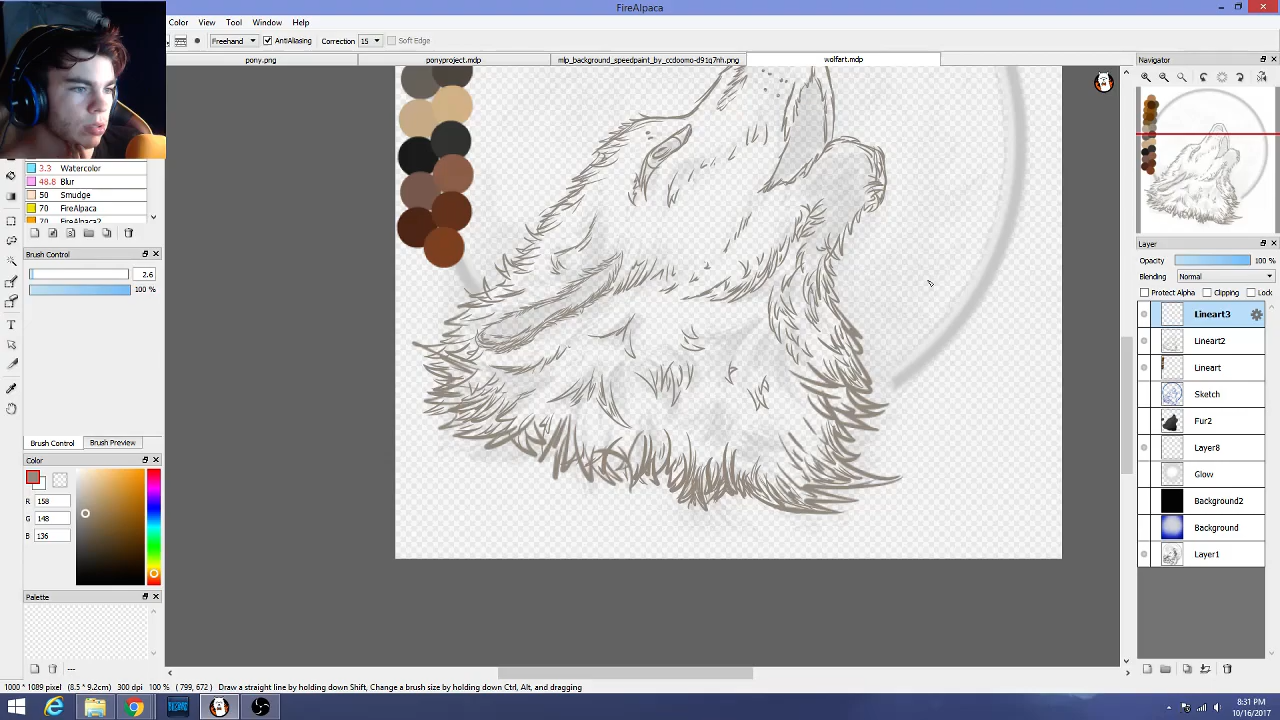 FireAlpaca
Color View Tool Window Help
Freehand AntiAliasing Correction 15 Soft Edge
pony.png ponyproject.mdp mlp_background_speedpaint_by_ccdoomo-d91q7nh.png wolfart.mdp
Navigator
3.3 Watercolor
48.8 Blur
50 Smudge
70 FireAlpaca
70 FireAlpaca2
Brush Control
2.6
100 %
Brush Control Brush Preview
Color
R 158
G 148
B 136
Palette
---
Layer
Opacity 100 %
Blending Normal
Protect Alpha Clipping Lock
Lineart3
Lineart2
Lineart
Sketch
Fur2
Layer8
Glow
Background2
Background
Layer1
1000 * 1089 pixel (8.5 * 9.2cm) 300 dpi 100 % ( 799, 672 ) Draw a straight line by holding down Shift, Change a brush size by holding down Ctrl, Alt, and dragging
8:31 PM
10/16/2017